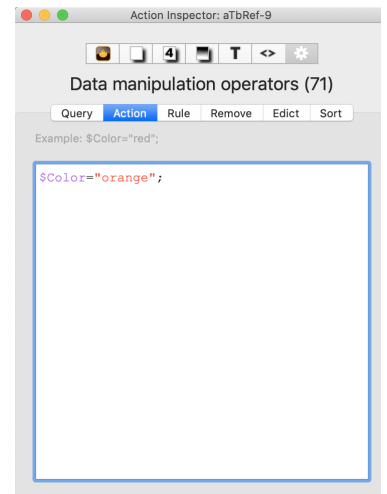 Action Inspector: aTbRef-9
4 T <>
Data manipulation operators (71)
Query Action Rule Remove Edict Sort
Example: $Color="red";
$Color="orange";